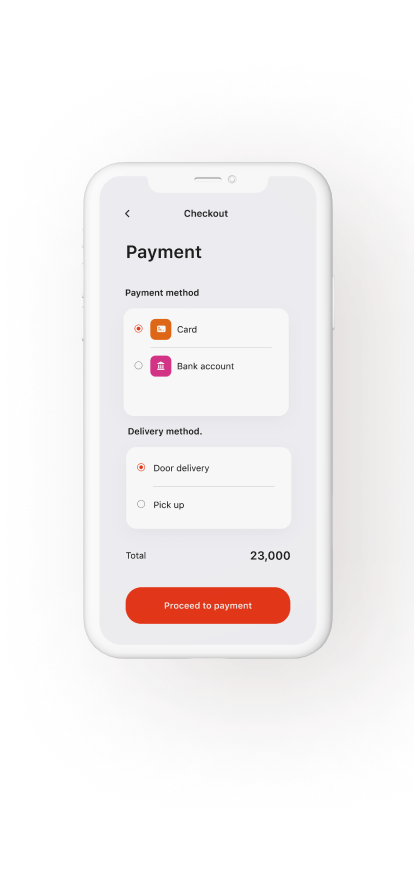 Checkout
Payment
Payment method
Card
Bank account
Delivery method.
Door delivery
Pick up
Total 23,000
Proceed to payment